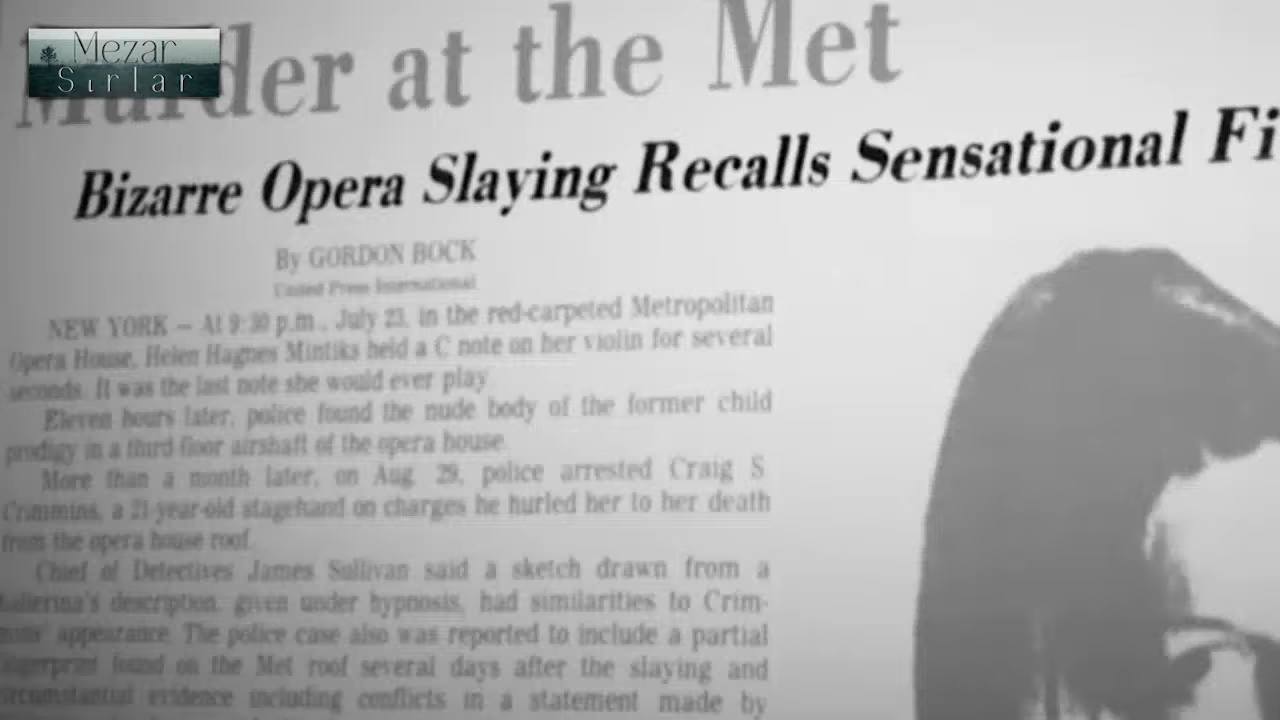 Mezar
Sırlar
Murder at the Met
Bizarre Opera Slaying Recalls Sensational Fi
By GORDON BOCK
United Press International
NEW YORK — At 9:30 p.m., July 23, in the red-carpeted Metropolitan
Opera House, Helen Hagnes Mintiks held a C note on her violin for several
seconds. It was the last note she would ever play.
Eleven hours later, police found the nude body of the former child
prodigy in a third floor airshaft of the opera house.
More than a month later, on Aug. 29, police arrested Craig S
Crimmins, a 21-year-old stagehand on charges he hurled her to her death
from the opera house roof.
Chief of Detectives James Sullivan said a sketch drawn from a
ballerina's description, given under hypnosis, had similarities to Crim-
mins' appearance. The police case also was reported to include a partial
fingerprint found on the Met roof several days after the slaying and
circumstantial evidence including conflicts in a statement made by